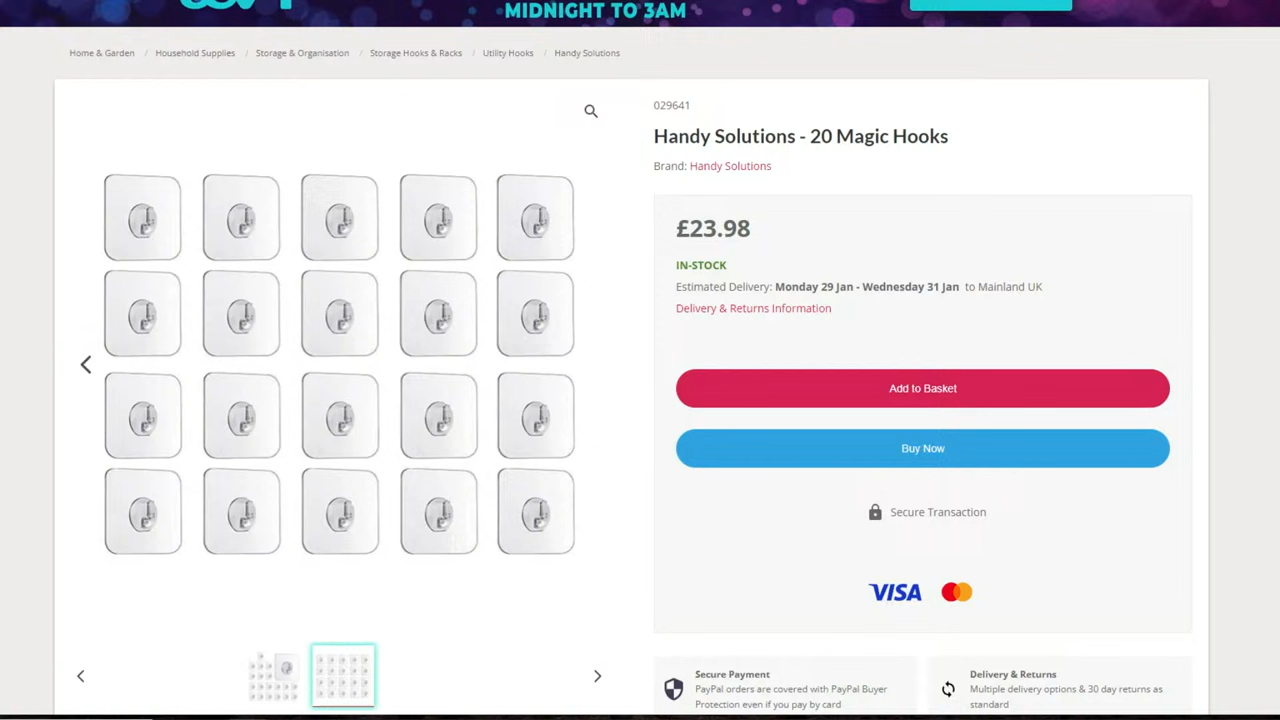 MIDNIGHT TO 3AM
Home & Garden / Household Supplies / Storage & Organisation / Storage Hooks & Racks / Utility Hooks / Handy Solutions
029641
Handy Solutions - 20 Magic Hooks
Brand: Handy Solutions
£23.98
IN-STOCK
Estimated Delivery: Monday 29 Jan - Wednesday 31 Jan to Mainland UK
Delivery & Returns Information
Add to Basket
Buy Now
Secure Transaction
VISA
Secure Payment
PayPal orders are covered with PayPal Buyer
Protection even if you pay by card
Delivery & Returns
Multiple delivery options & 30 day returns as
standard